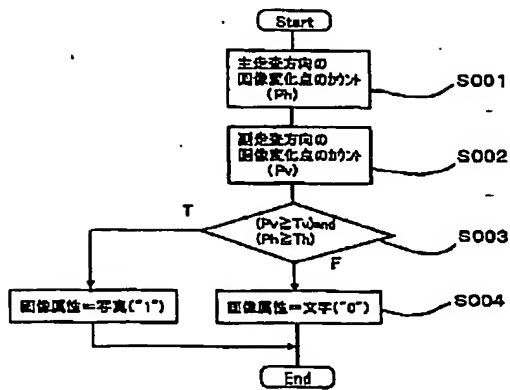 Start
主走査方向の
画像変化点のカウント
(Ph)
S001
副走査方向の
画像変化点のカウント
(Pv)
S002
T
(Pv≧Tv)and
(Ph≧Th)
S003
F
画像属性=写真("1")
画像属性=文字("0")
S004
End